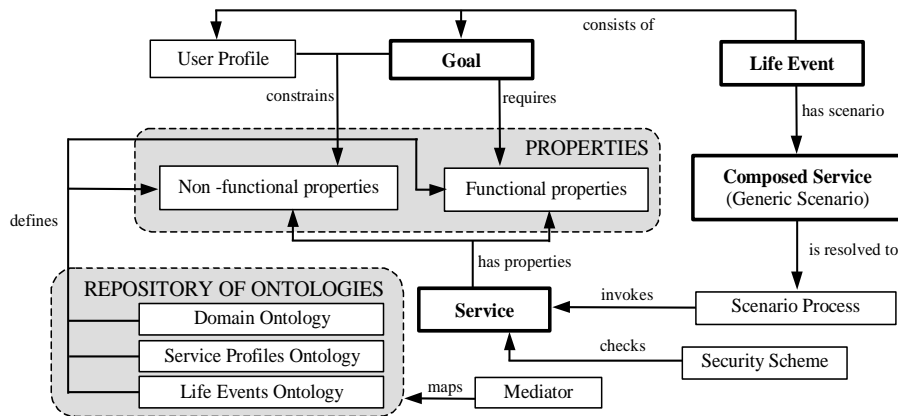 consists of
User Profile
Goal
Life Event
constrains
requires
has scenario
PROPERTIES
Non -functional properties
Functional properties
Composed Service
(Generic Scenario)
defines
is resolved to
has properties
REPOSITORY OF ONTOLOGIES
Domain Ontology
Service
invokes
Scenario Process
Service Profiles Ontology
checks
Security Scheme
Life Events Ontology
maps
Mediator